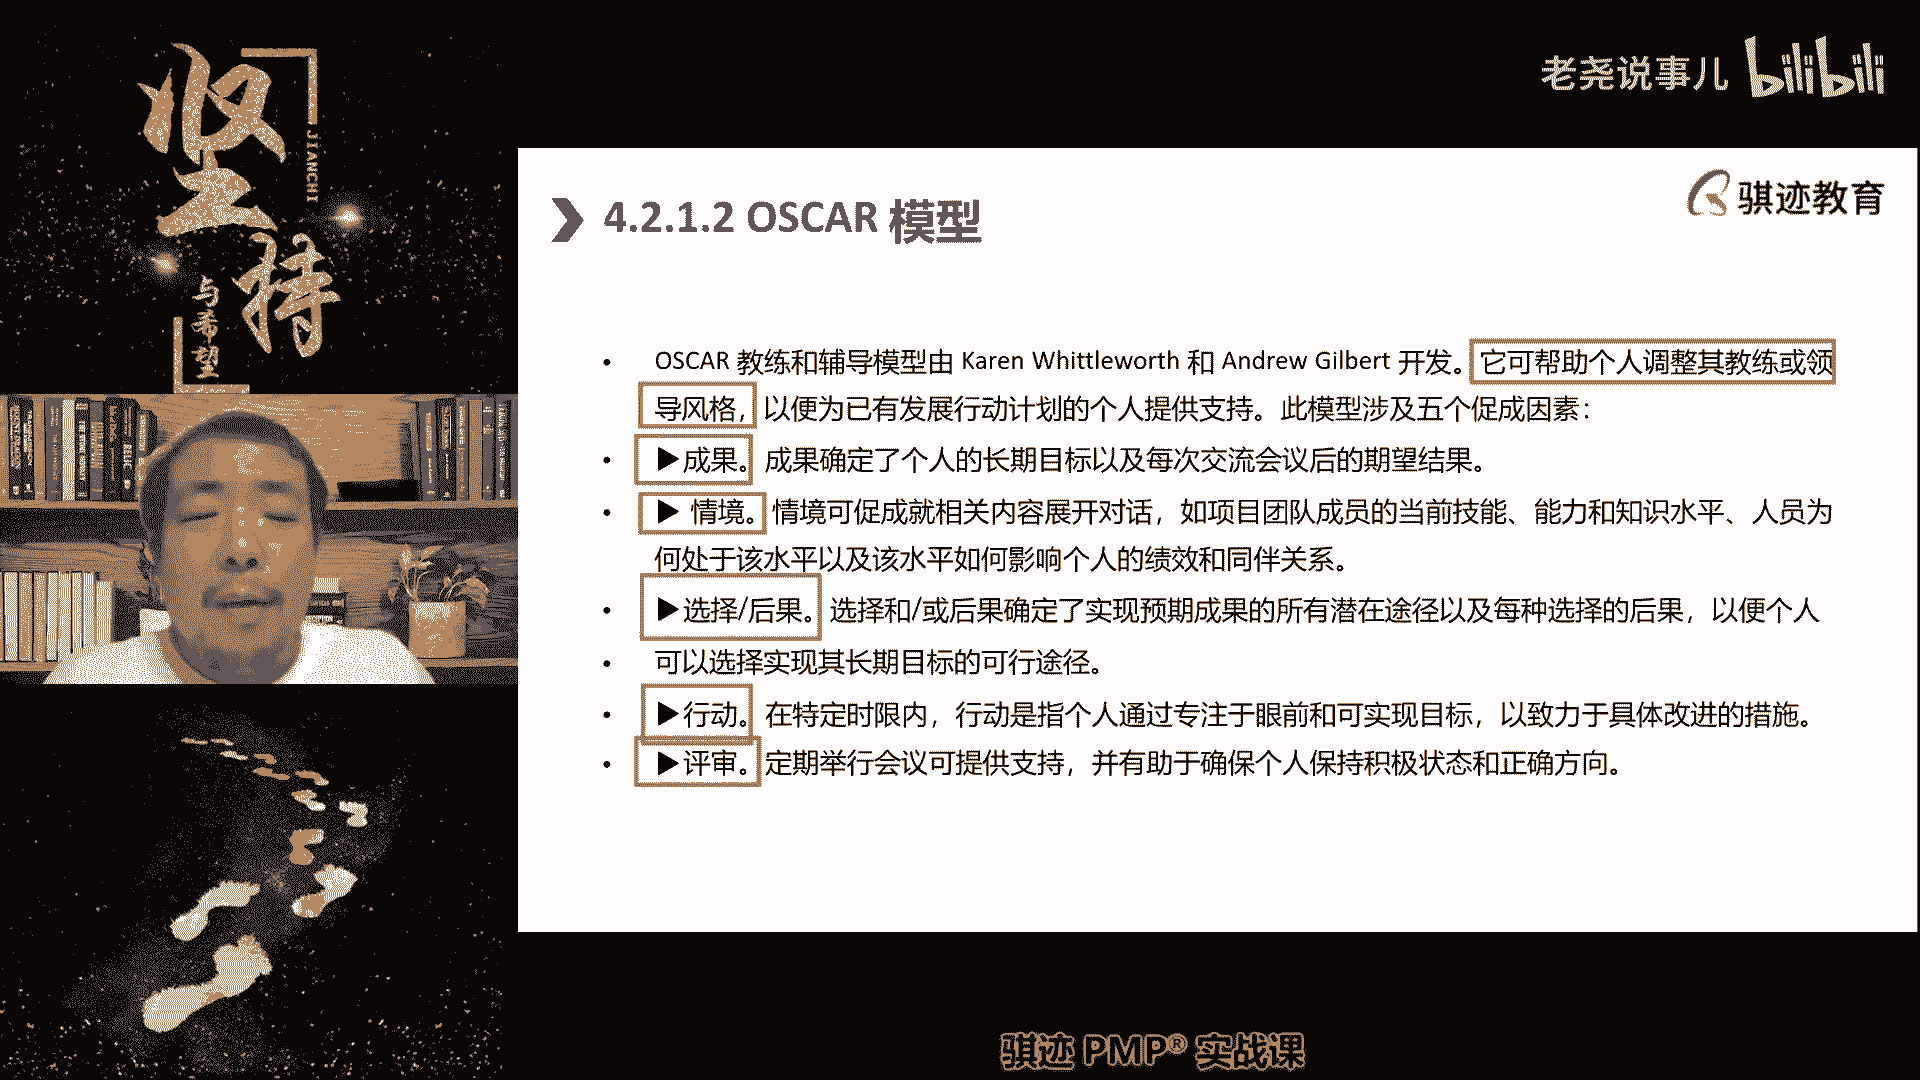 坚持
JIANCHI
与希望
老尧说事儿 bilibili
骐迹教育
4.2.1.2 OSCAR 模型
• OSCAR 教练和辅导模型由 Karen Whittleworth 和 Andrew Gilbert 开发。它可帮助个人调整其教练或领
导风格，以便为已有发展行动计划的个人提供支持。此模型涉及五个促成因素：
• ▶成果。成果确定了个人的长期目标以及每次交流会议后的期望结果。
• ▶ 情境。情境可促成就相关内容展开对话，如项目团队成员的当前技能、能力和知识水平、人员为
何处于该水平以及该水平如何影响个人的绩效和同伴关系。
• ▶选择/后果。选择和/或后果确定了实现预期成果的所有潜在途径以及每种选择的后果，以便个人
• 可以选择实现其长期目标的可行途径。
• ▶行动。在特定时限内，行动是指个人通过专注于眼前和可实现目标，以致力于具体改进的措施。
• ▶评审。定期举行会议可提供支持，并有助于确保个人保持积极状态和正确方向。
骐迹 PMP® 实战课